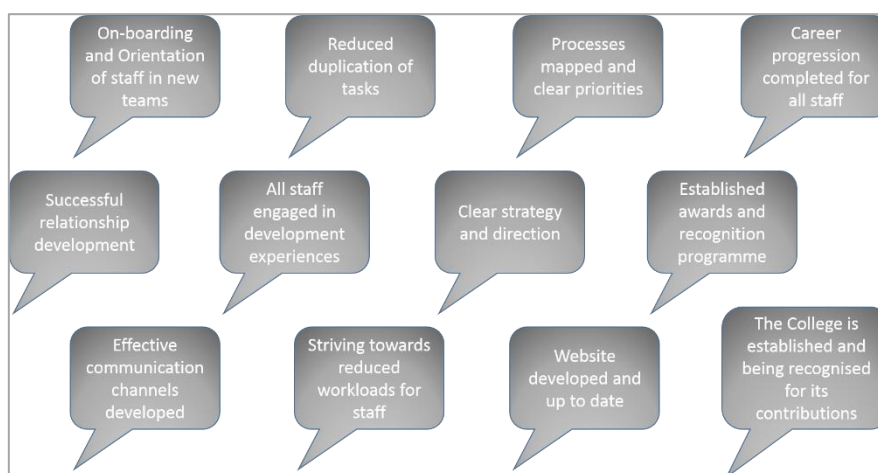 On-boarding
and Orientation
of staff in new
teams
Reduced
duplication of
tasks
Processes
mapped and
clear priorities
Career
progression
completed for
all staff
Successful
relationship
development
All staff
engaged in
development
experiences
Clear strategy
and direction
Established
awards and
recognition
programme
Effective
communication
channels
developed
Striving towards
reduced
workloads for
staff
Website
developed and
up to date
The College is
established and
being recognised
for its
contributions